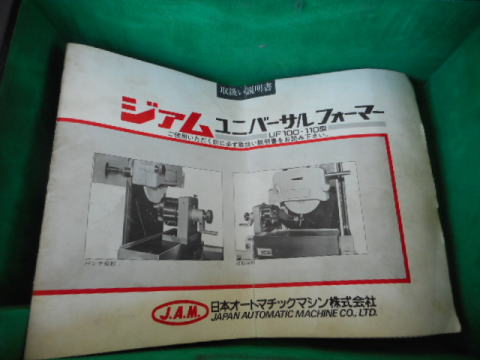 取扱い説明書
ジァム ユニバーサル フォーマー
UF100・110型
ご使用いただく前に必ず取扱い説明書をお読み下さい。
J.A.M. 日本オートマチックマシン株式会社
JAPAN AUTOMATIC MACHINE CO., LTD.